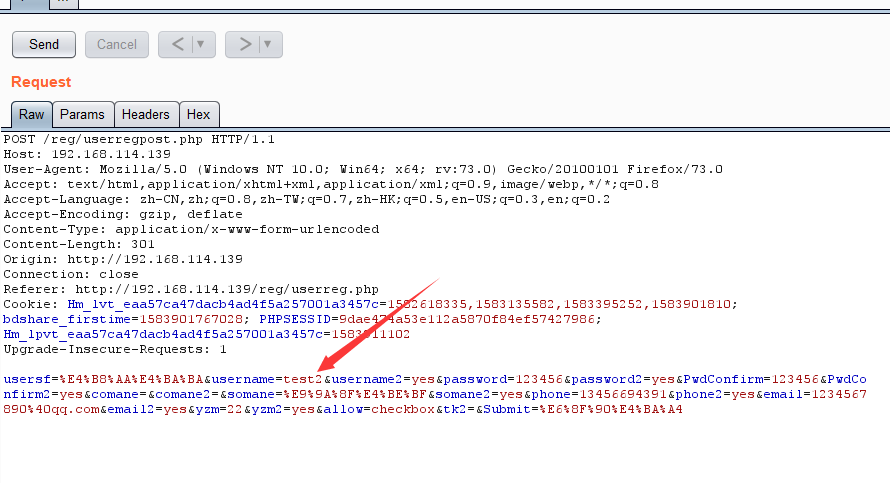 Send
Cancel
<
>
Request
Raw Params Headers Hex
POST /reg/userregpost.php HTTP/1.1
Host: 192.168.114.139
User-Agent: Mozilla/5.0 (Windows NT 10.0; Win64; x64; rv:73.0) Gecko/20100101 Firefox/73.0
Accept: text/html,application/xhtml+xml,application/xml;q=0.9,image/webp,*/*;q=0.8
Accept-Language: zh-CN,zh;q=0.8,zh-TW;q=0.7,zh-HK;q=0.5,en-US;q=0.3,en;q=0.2
Accept-Encoding: gzip, deflate
Content-Type: application/x-www-form-urlencoded
Content-Length: 301
Origin: http://192.168.114.139
Connection: close
Referer: http://192.168.114.139/reg/userreg.php
Cookie: Hm_lvt_eaa57ca47dacb4ad4f5a257001a3457c=1582618335,1583135582,1583395252,1583901810;
bdshare_firstime=1583901767028; PHPSESSID=9dae474a53e112a5870f84ef57427986;
Hm_lpvt_eaa57ca47dacb4ad4f5a257001a3457c=1583911102
Upgrade-Insecure-Requests: 1
usersf=%E4%B8%AA%E4%BA%BA&username=test2&username2=yes&password=123456&password2=yes&PwdConfirm=123456&PwdCo
nfirm2=yes&comane=&comane2=&somane=%E9%9A%8F%E4%BE%BF&somane2=yes&phone=13456694391&phone2=yes&email=1234567
890%40qq.com&email2=yes&yzm=22&yzm2=yes&allow=checkbox&tk2=&Submit=%E6%8F%90%E4%BA%A4